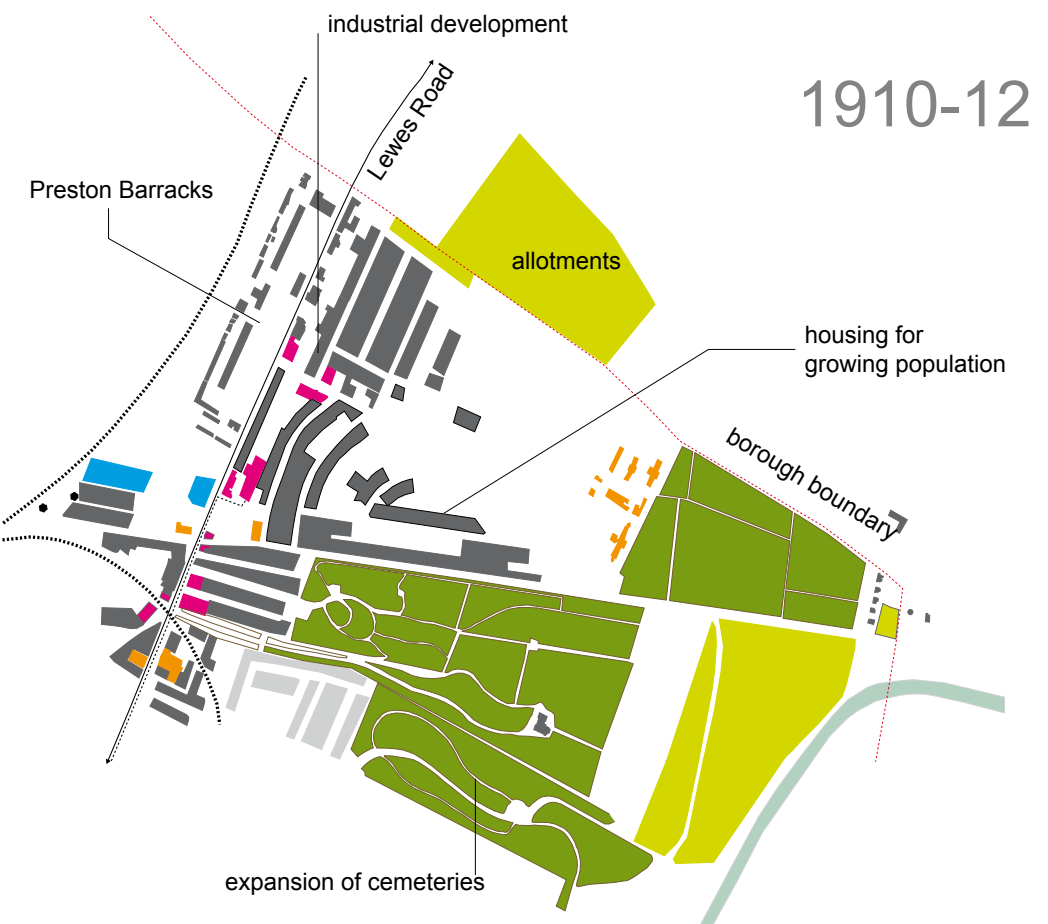 industrial development
1910-12
Lewes Road
Preston Barracks
allotments
housing for
growing population
borough boundary
expansion of cemeteries